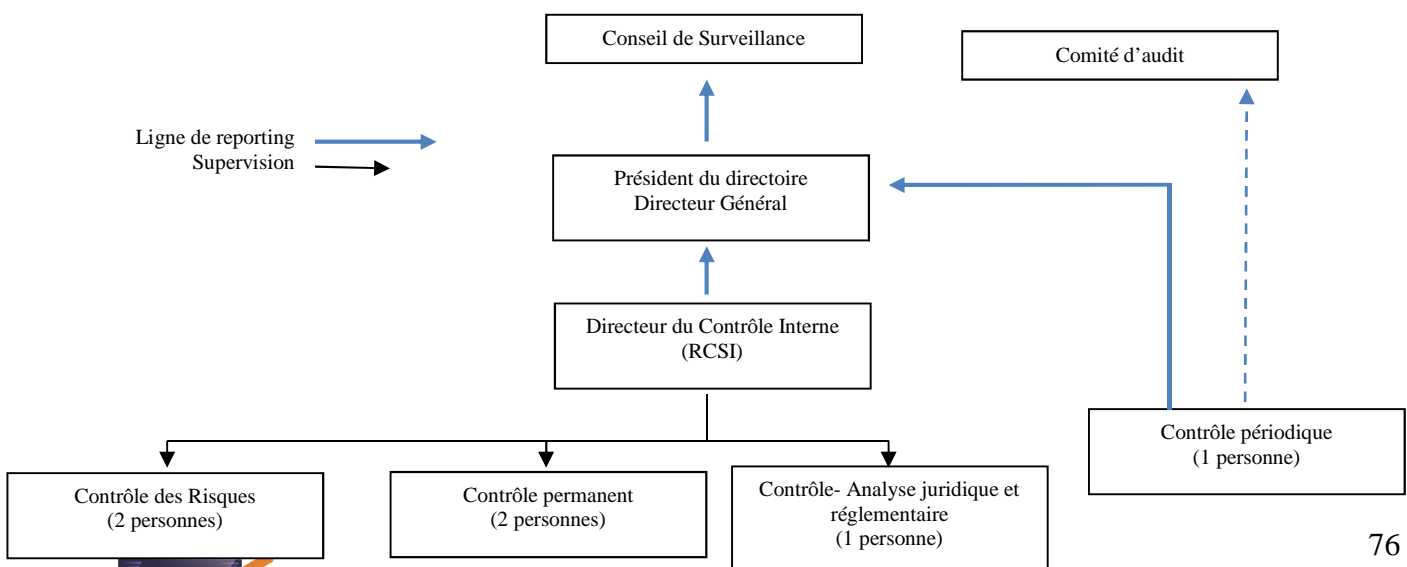 Conseil de Surveillance
Comité d’audit
Ligne de reporting
Supervision
Président du directoire
Directeur Général
Directeur du Contrôle Interne
(RCSI)
Contrôle périodique
(1 personne)
Contrôle des Risques
(2 personnes)
Contrôle permanent
(2 personnes)
Contrôle- Analyse juridique et
réglementaire
(1 personne)
76